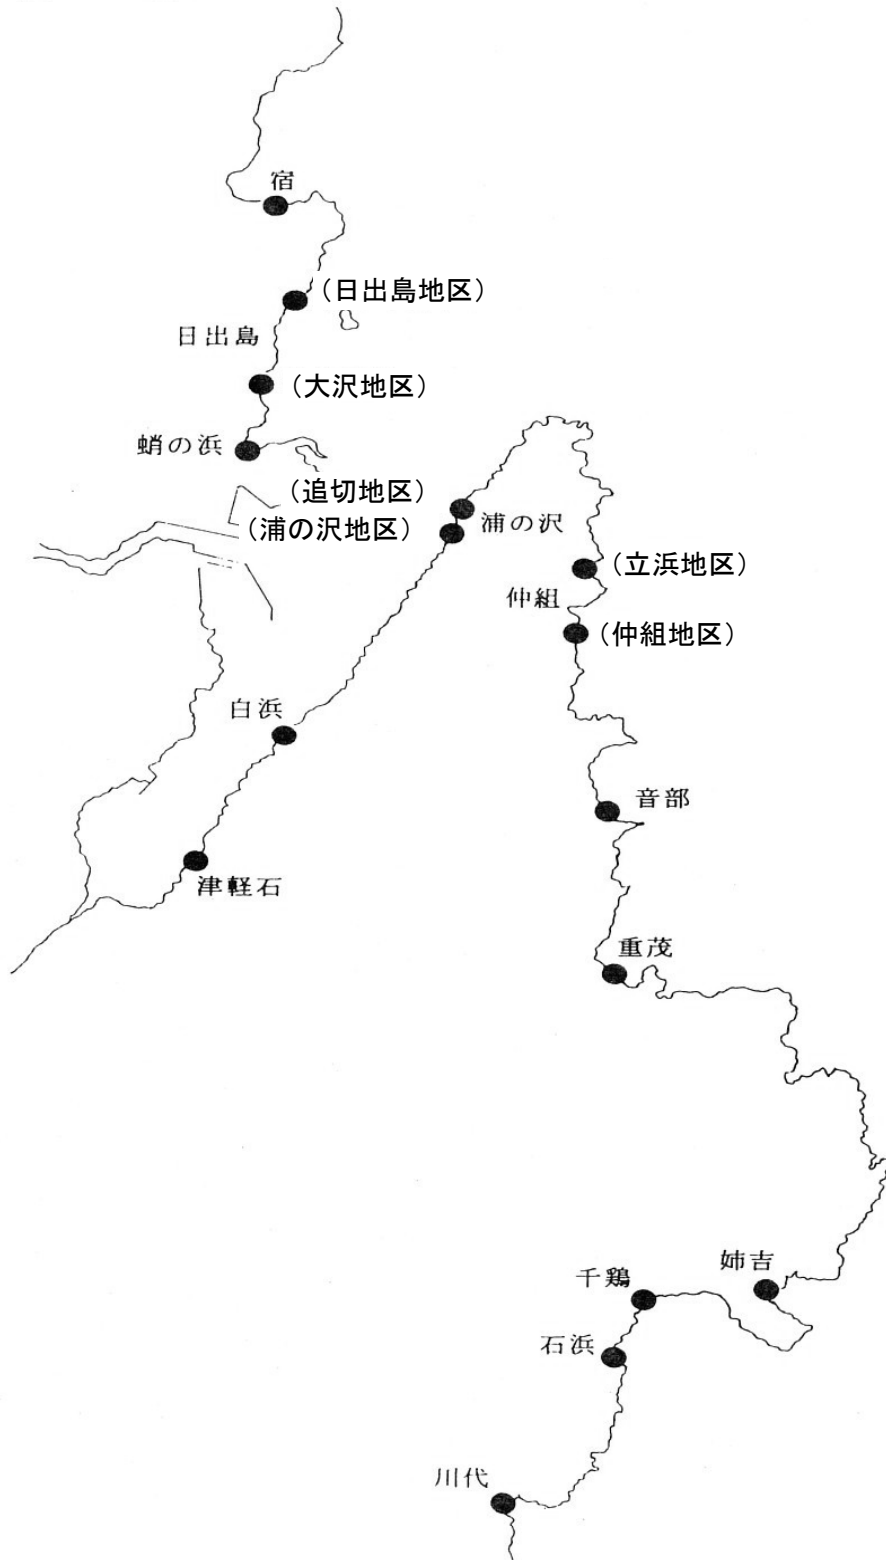 宿
（日出島地区）
日出島
（大沢地区）
蛸の浜
（追切地区）
（浦の沢地区）
浦の沢
（立浜地区）
仲組
（仲組地区）
白浜
音部
津軽石
重茂
姉吉
千鶏
石浜
川代